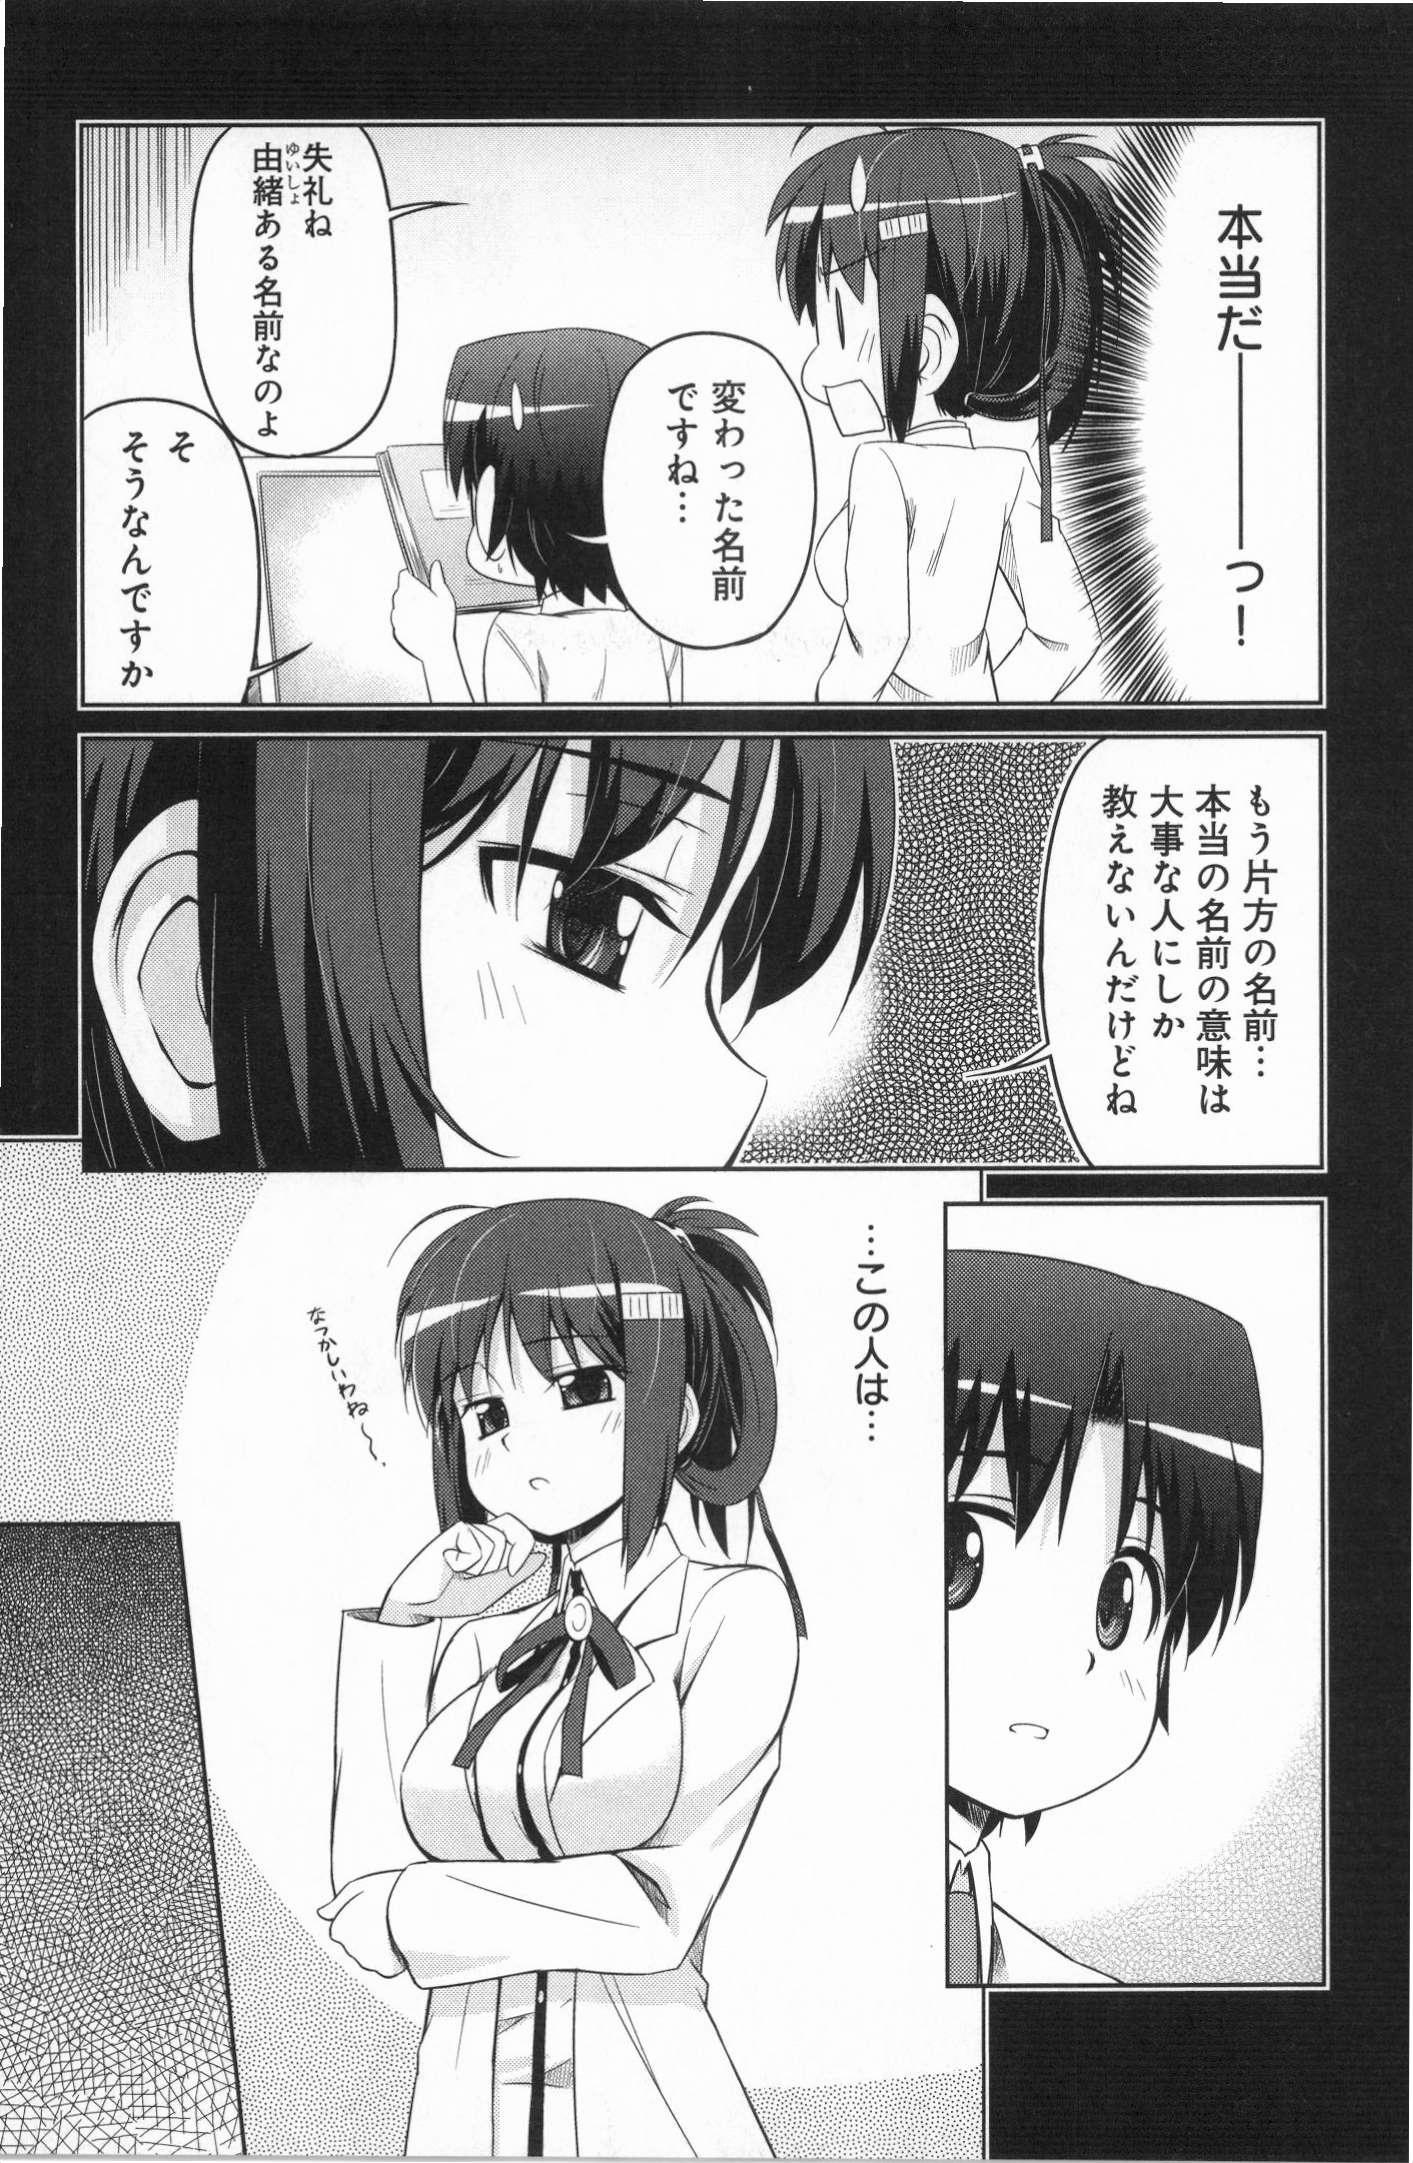 本当だ――――っ！
変わった名前
ですね…
失礼ね
由緒ある名前なのよ
ゆいしょ
そ
そうなんですか
もう片方の名前…
本当の名前の意味は
大事な人にしか
教えないんだけどね
…この人は…
なつかしいわね～、